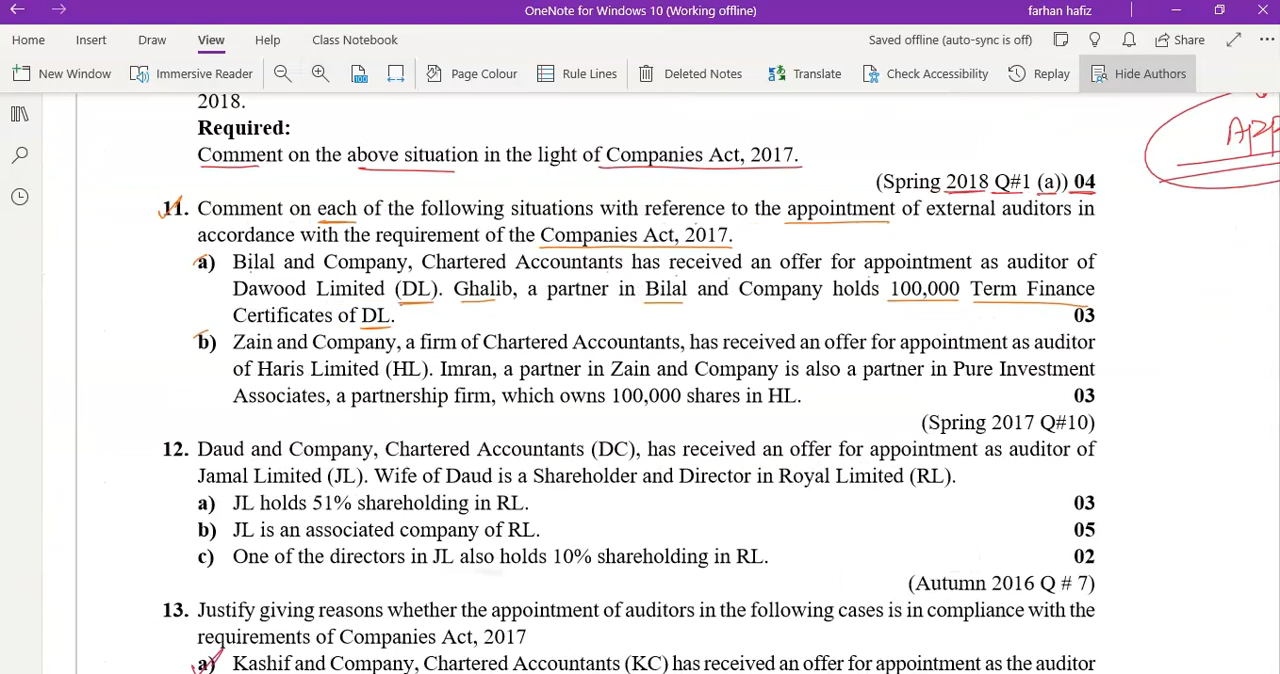 OneNote for Windows 10 (Working offline)
farhan hafiz
Home Insert Draw View Help Class Notebook
Saved offline (auto-sync is off) Share
New Window Immersive Reader 100 Page Colour Rule Lines Deleted Notes Translate Check Accessibility Replay Hide Authors
2018.
Required:
Comment on the above situation in the light of Companies Act, 2017.
(Spring 2018 Q#1 (a)) 04
11. Comment on each of the following situations with reference to the appointment of external auditors in
accordance with the requirement of the Companies Act, 2017.
a) Bilal and Company, Chartered Accountants has received an offer for appointment as auditor of
Dawood Limited (DL). Ghalib, a partner in Bilal and Company holds 100,000 Term Finance
Certificates of DL. 03
b) Zain and Company, a firm of Chartered Accountants, has received an offer for appointment as auditor
of Haris Limited (HL). Imran, a partner in Zain and Company is also a partner in Pure Investment
Associates, a partnership firm, which owns 100,000 shares in HL. 03
(Spring 2017 Q#10)
12. Daud and Company, Chartered Accountants (DC), has received an offer for appointment as auditor of
Jamal Limited (JL). Wife of Daud is a Shareholder and Director in Royal Limited (RL).
a) JL holds 51% shareholding in RL. 03
b) JL is an associated company of RL. 05
c) One of the directors in JL also holds 10% shareholding in RL. 02
(Autumn 2016 Q # 7)
13. Justify giving reasons whether the appointment of auditors in the following cases is in compliance with the
requirements of Companies Act, 2017
a) Kashif and Company, Chartered Accountants (KC) has received an offer for appointment as the auditor